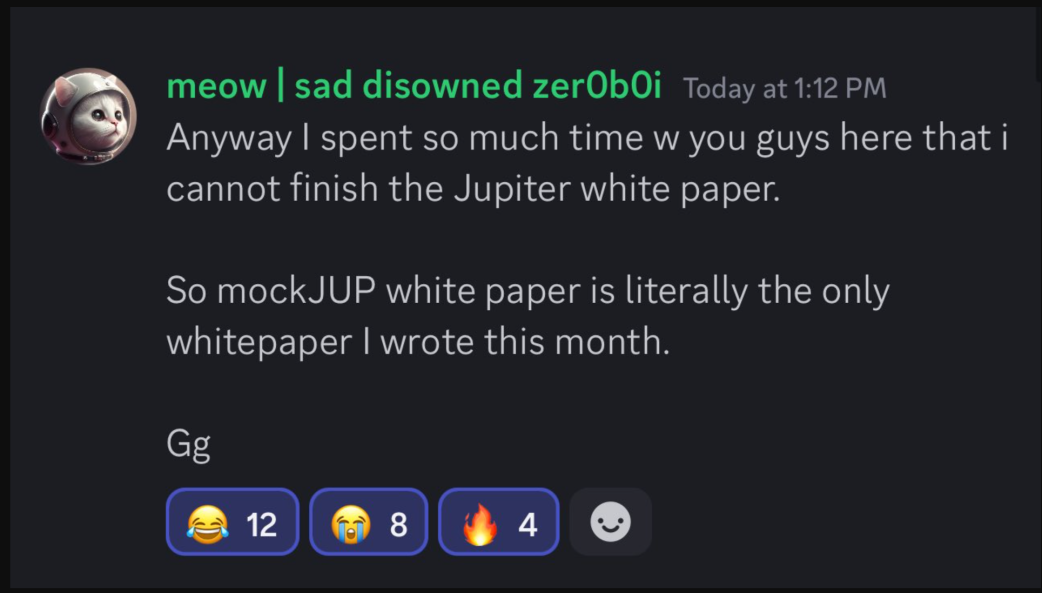 meow | sad disowned zer0b0i Today at 1:12 PM
Anyway I spent so much time w you guys here that i
cannot finish the Jupiter white paper.
So mockJUP white paper is literally the only
whitepaper I wrote this month.
Gg
😂 12 😭 8 🔥 4